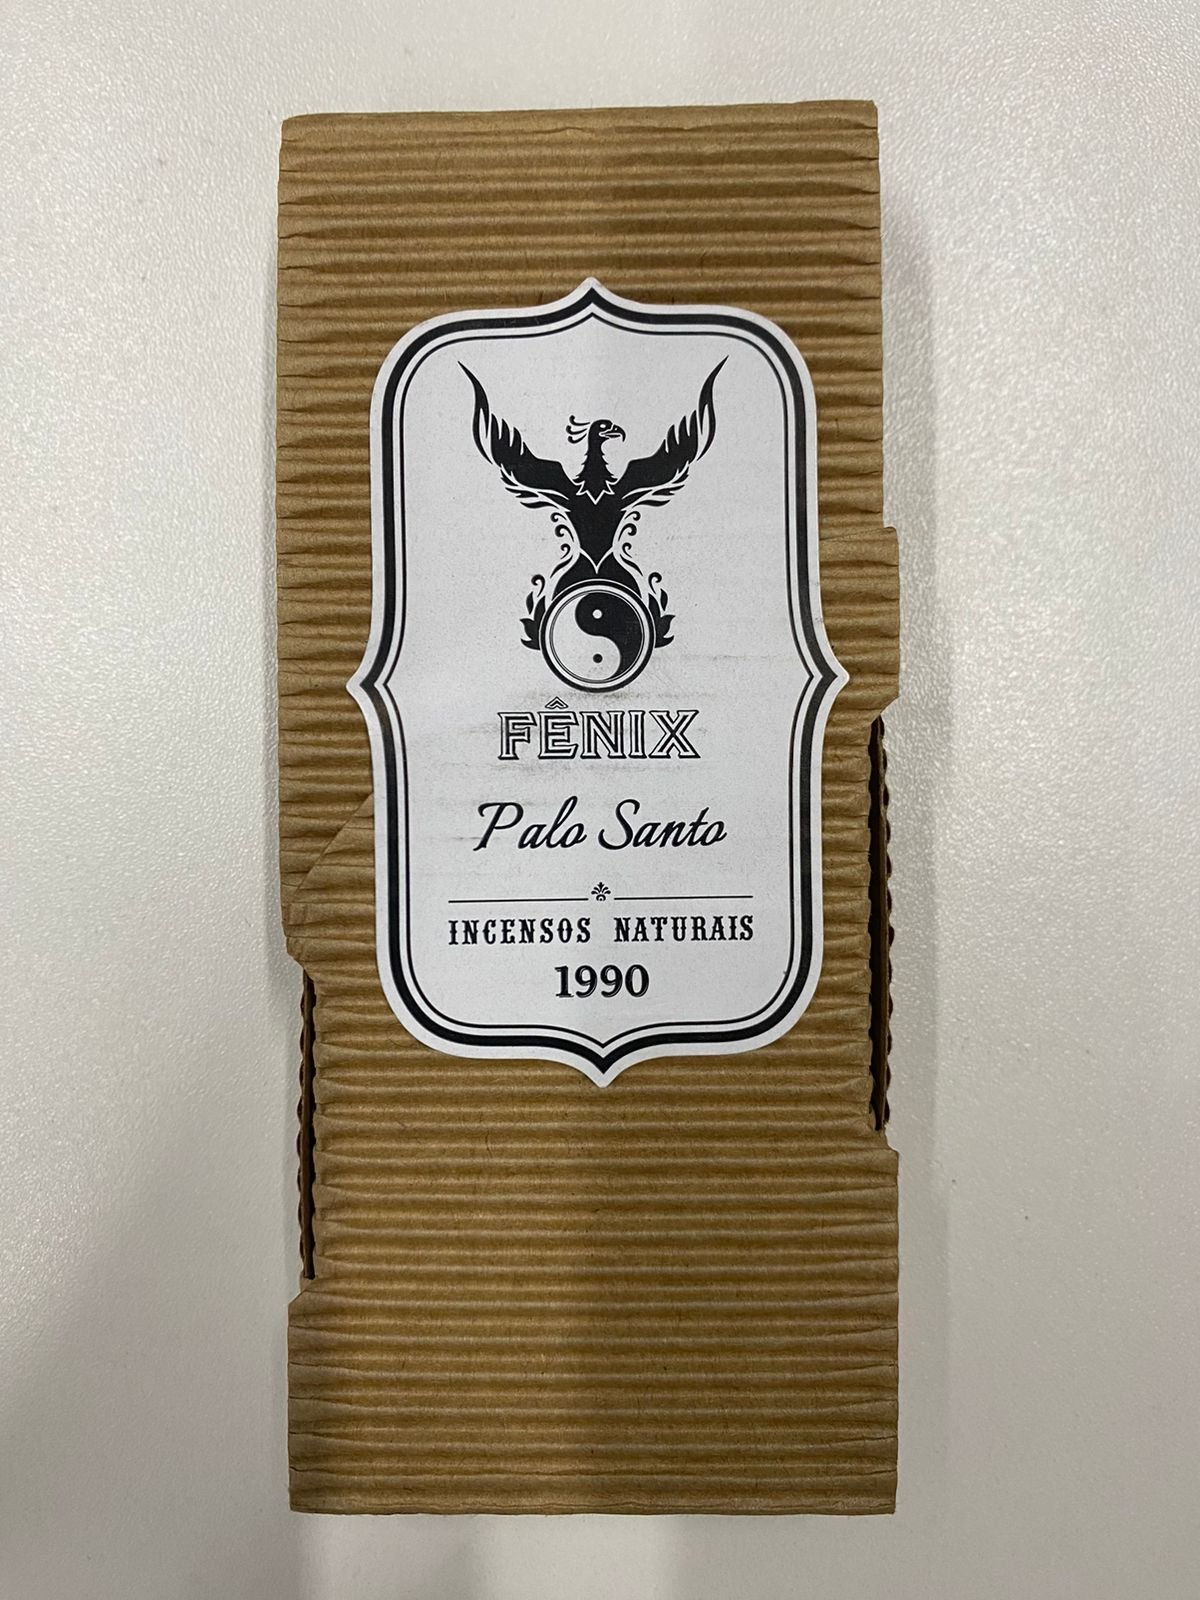 FÊNIX
Palo Santo
INCENSOS NATURAIS
1990